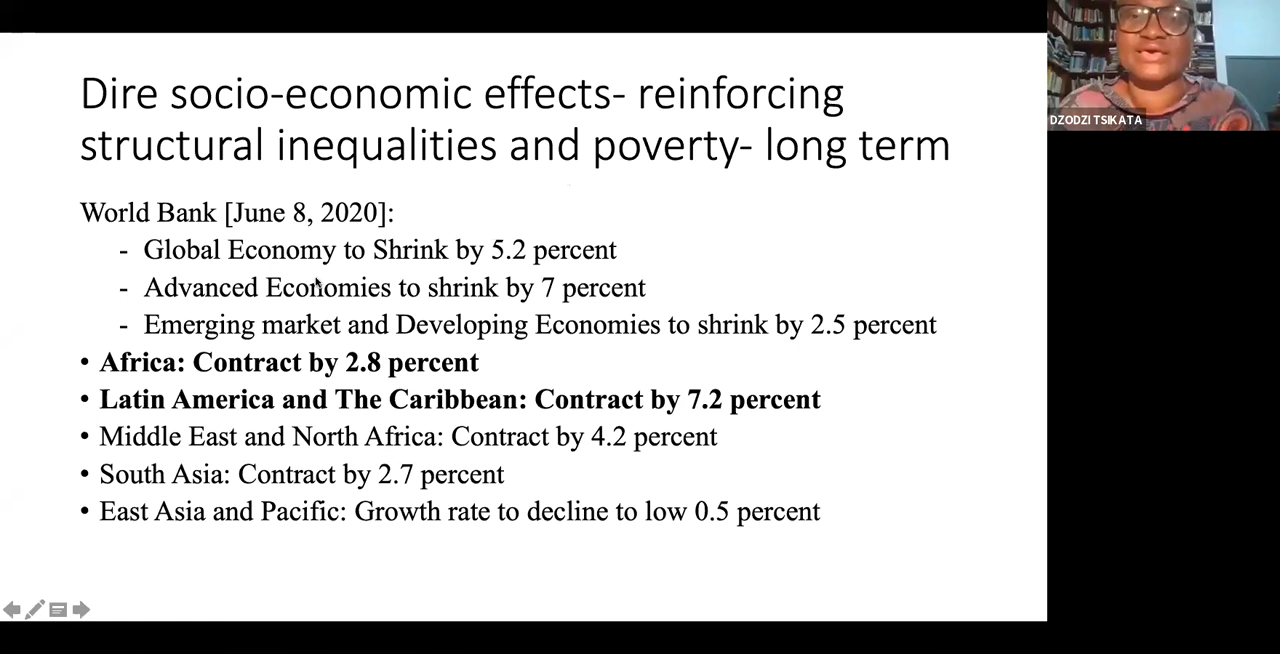 Dire socio-economic effects- reinforcing
structural inequalities and poverty- long term
World Bank [June 8, 2020]:
- Global Economy to Shrink by 5.2 percent
- Advanced Economies to shrink by 7 percent
- Emerging market and Developing Economies to shrink by 2.5 percent
• Africa: Contract by 2.8 percent
• Latin America and The Caribbean: Contract by 7.2 percent
• Middle East and North Africa: Contract by 4.2 percent
• South Asia: Contract by 2.7 percent
• East Asia and Pacific: Growth rate to decline to low 0.5 percent
DZODZI TSIKATA